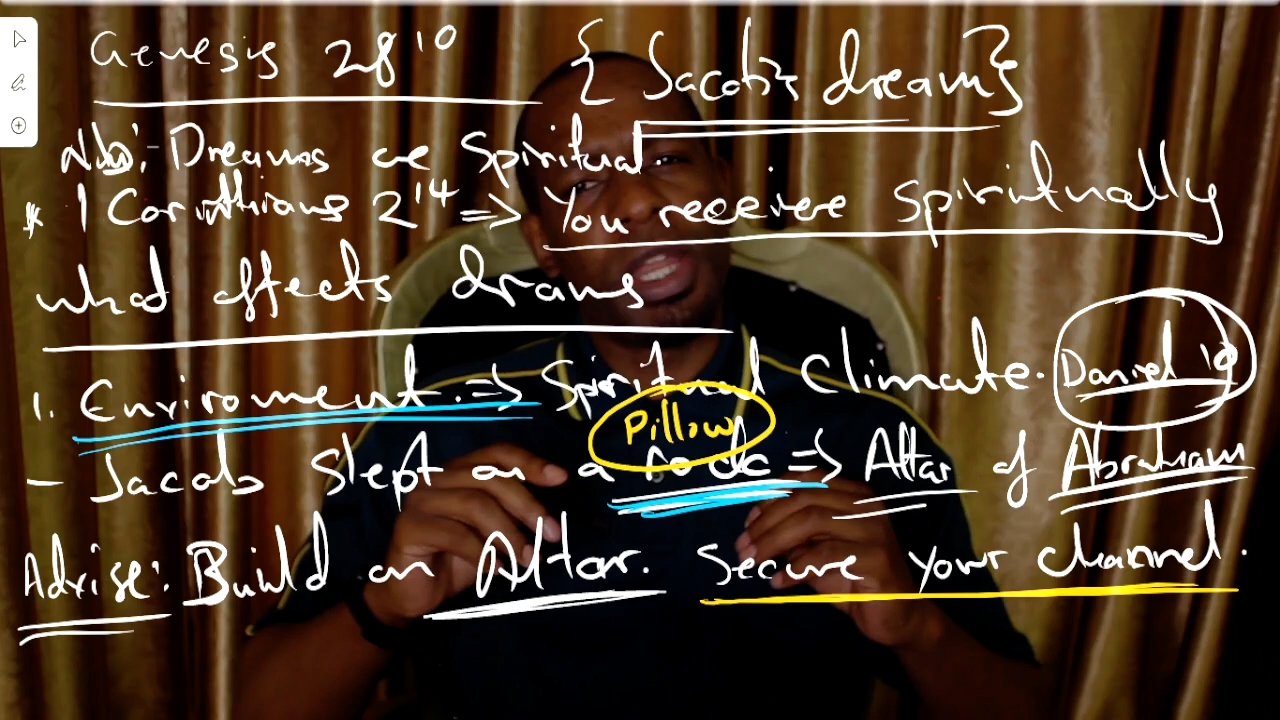 Genesis 28¹⁰ {Jacob's dream}
Nb:- Dreams are Spiritual.
* 1 Corinthians 2¹⁴ => You receive spiritually
what affects dreams
1. Enviroment. => Spiritual Climate. Daniel 10
Pillow
- Jacob slept on a rock => Altar of Abraham
Advise: Build an Altar. Secure your channel.